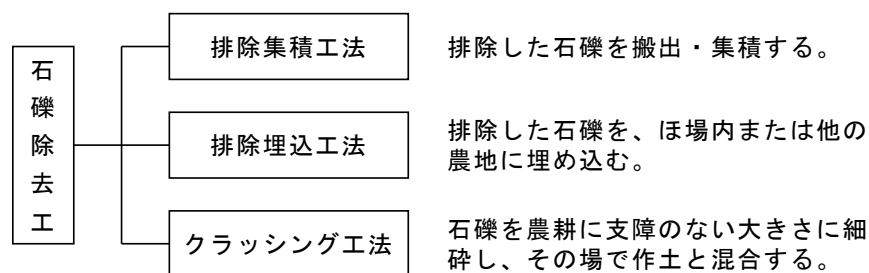 石礫除去工
排除集積工法
排除した石礫を搬出・集積する。
排除埋込工法
排除した石礫を、ほ場内または他の
農地に埋め込む。
クラッシング工法
石礫を農耕に支障のない大きさに細
砕し、その場で作土と混合する。